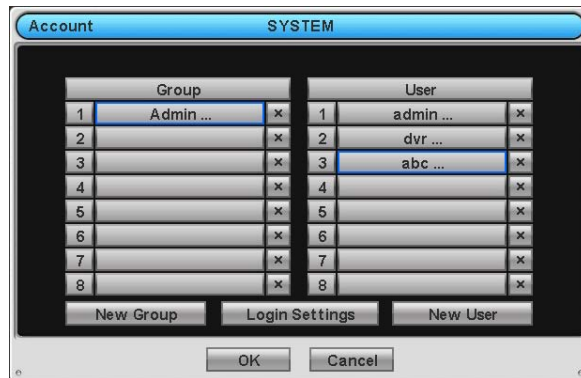 Account SYSTEM
Group User
1 Admin ... × 1 admin ... ×
2 × 2 dvr ... ×
3 × 3 abc ... ×
4 × 4 ×
5 × 5 ×
6 × 6 ×
7 × 7 ×
8 × 8 ×
New Group Login Settings New User
OK Cancel